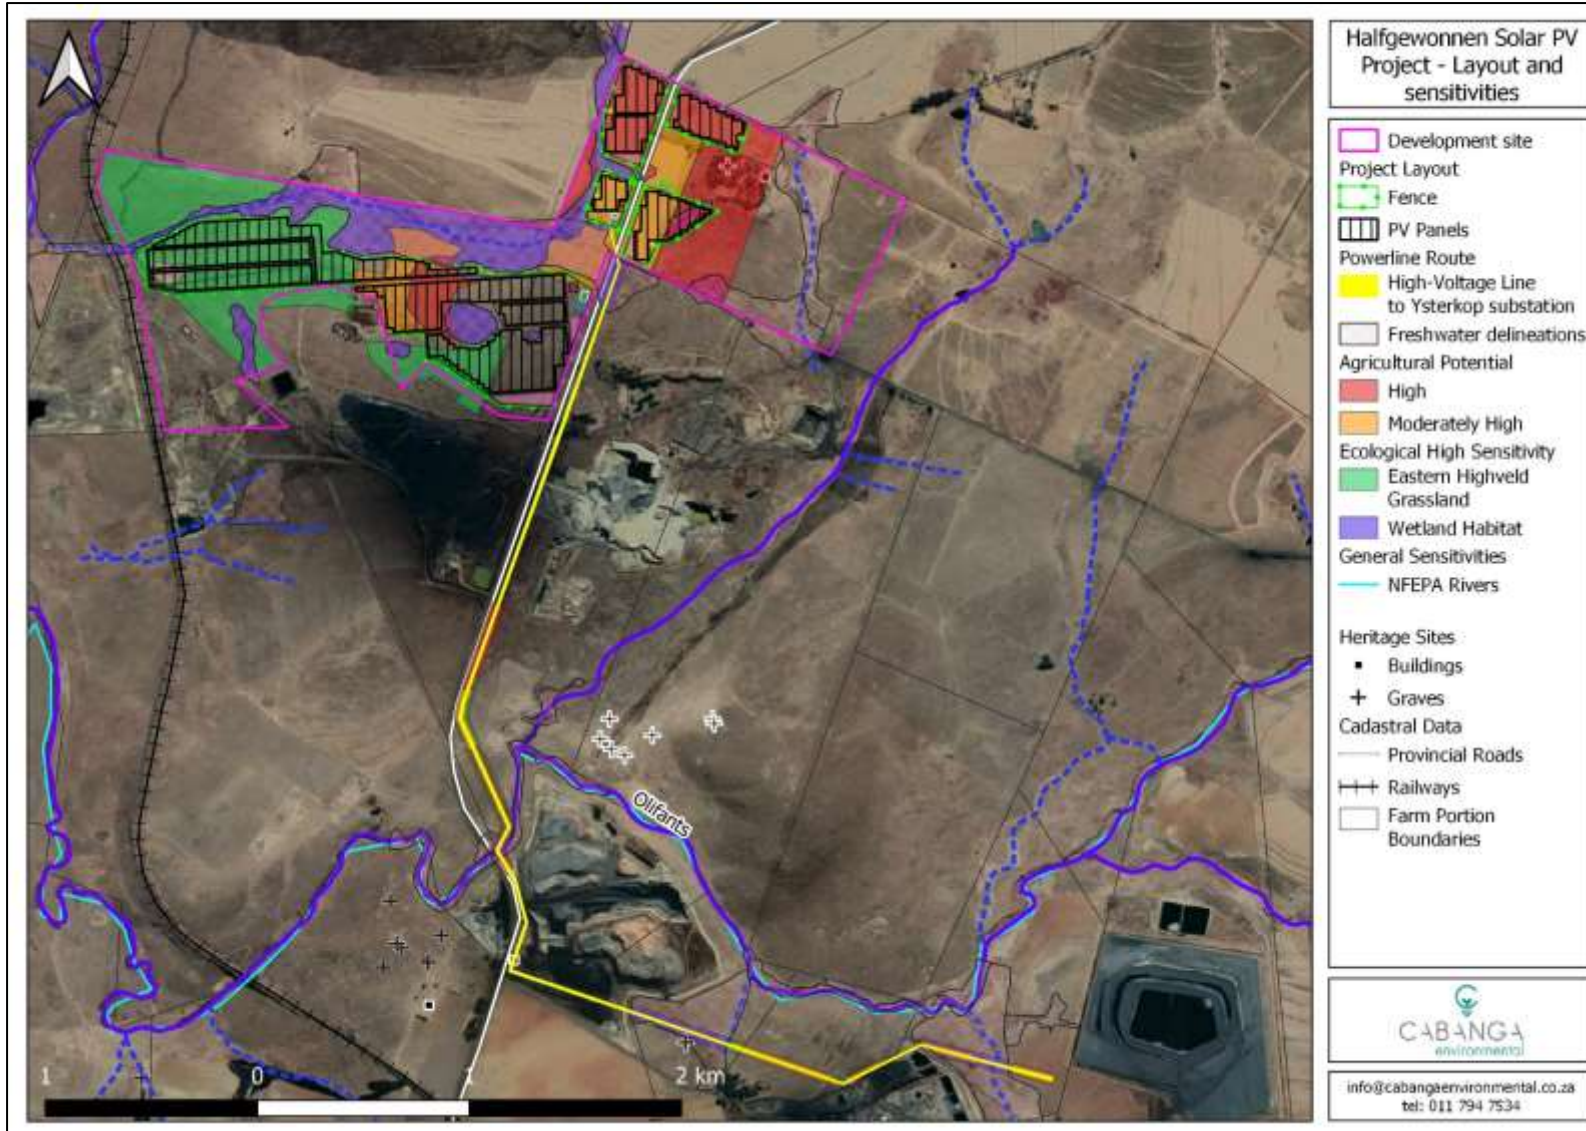 Halfgewonnen Solar PV
Project - Layout and
sensitivities
Development site
Project Layout
Fence
PV Panels
Powerline Route
High-Voltage Line
to Ysterkop substation
Freshwater delineations
Agricultural Potential
High
Moderately High
Ecological High Sensitivity
Eastern Highveld
Grassland
Wetland Habitat
General Sensitivities
NFEPA Rivers
Heritage Sites
Buildings
Graves
Cadastral Data
Provincial Roads
Railways
Farm Portion
Boundaries
Olifants
1 0 1 2 km
CABANGA
environmental
info@cabangaenvironmental.co.za
tel: 011 794 7534